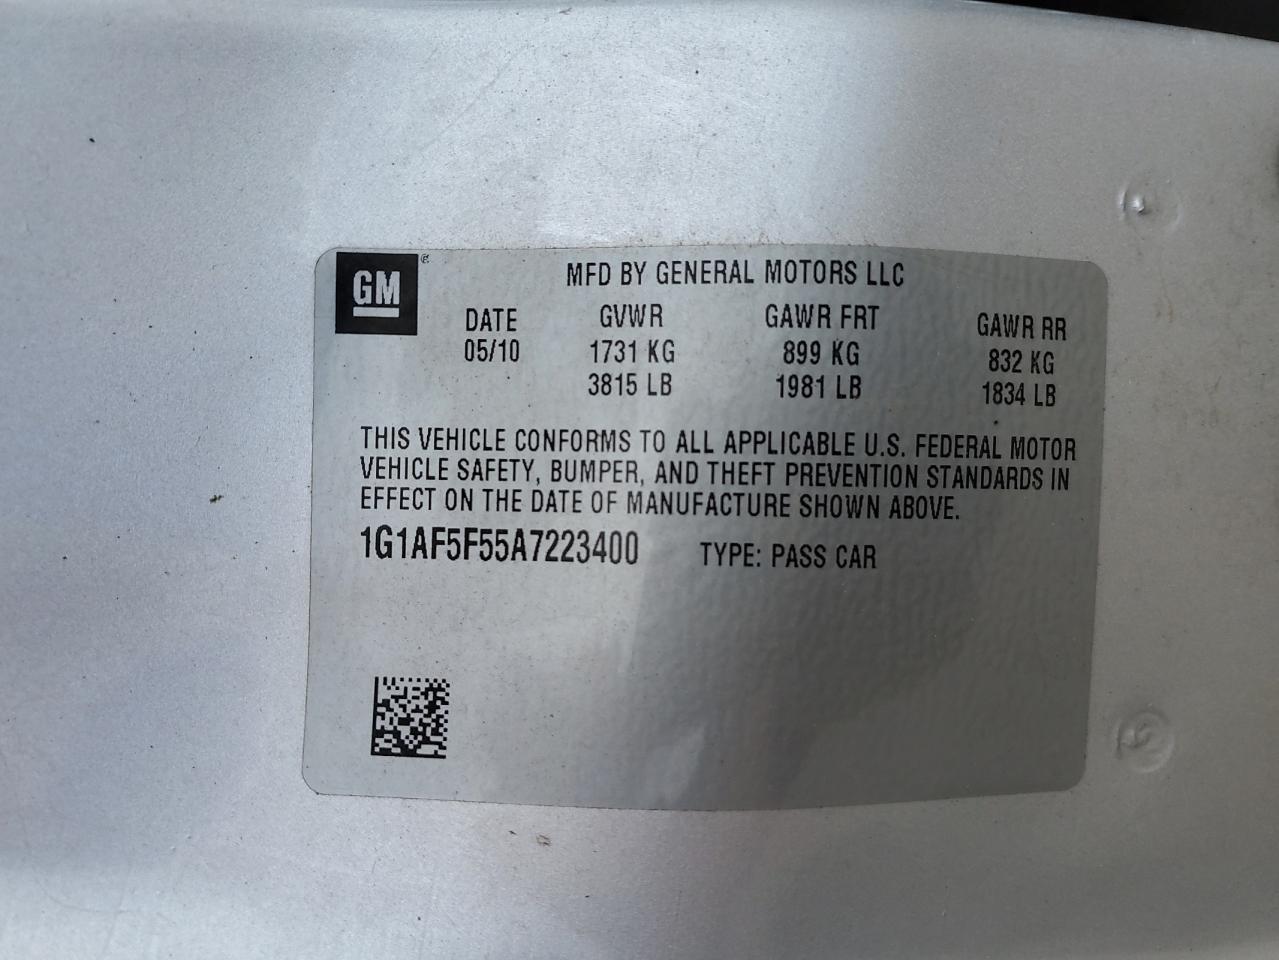 GM®
MFD BY GENERAL MOTORS LLC
DATE GVWR GAWR FRT GAWR RR
05/10 1731 KG 899 KG 832 KG
3815 LB 1981 LB 1834 LB
THIS VEHICLE CONFORMS TO ALL APPLICABLE U.S. FEDERAL MOTOR
VEHICLE SAFETY, BUMPER, AND THEFT PREVENTION STANDARDS IN
EFFECT ON THE DATE OF MANUFACTURE SHOWN ABOVE.
1G1AF5F55A7223400 TYPE: PASS CAR